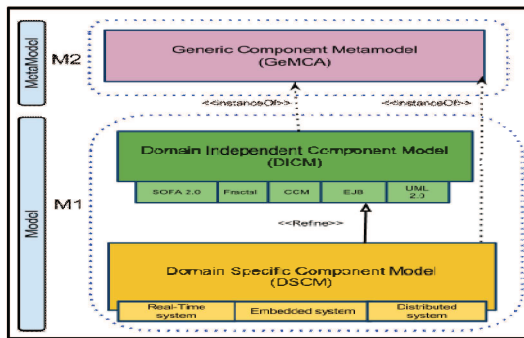 MetaModel
M2
Generic Component Metamodel
(GeMCA)
<<instanceOf>
<<instanceOf>
Model
M1
Domain Independent Component Model
(DICM)
SOFA 2.0
Fractal
CCM
EJB
UML
2.0
<<Refine>>
Domain Specific Component Model
(DSCM)
Real-Time
system
Embedded system
Distributed
system